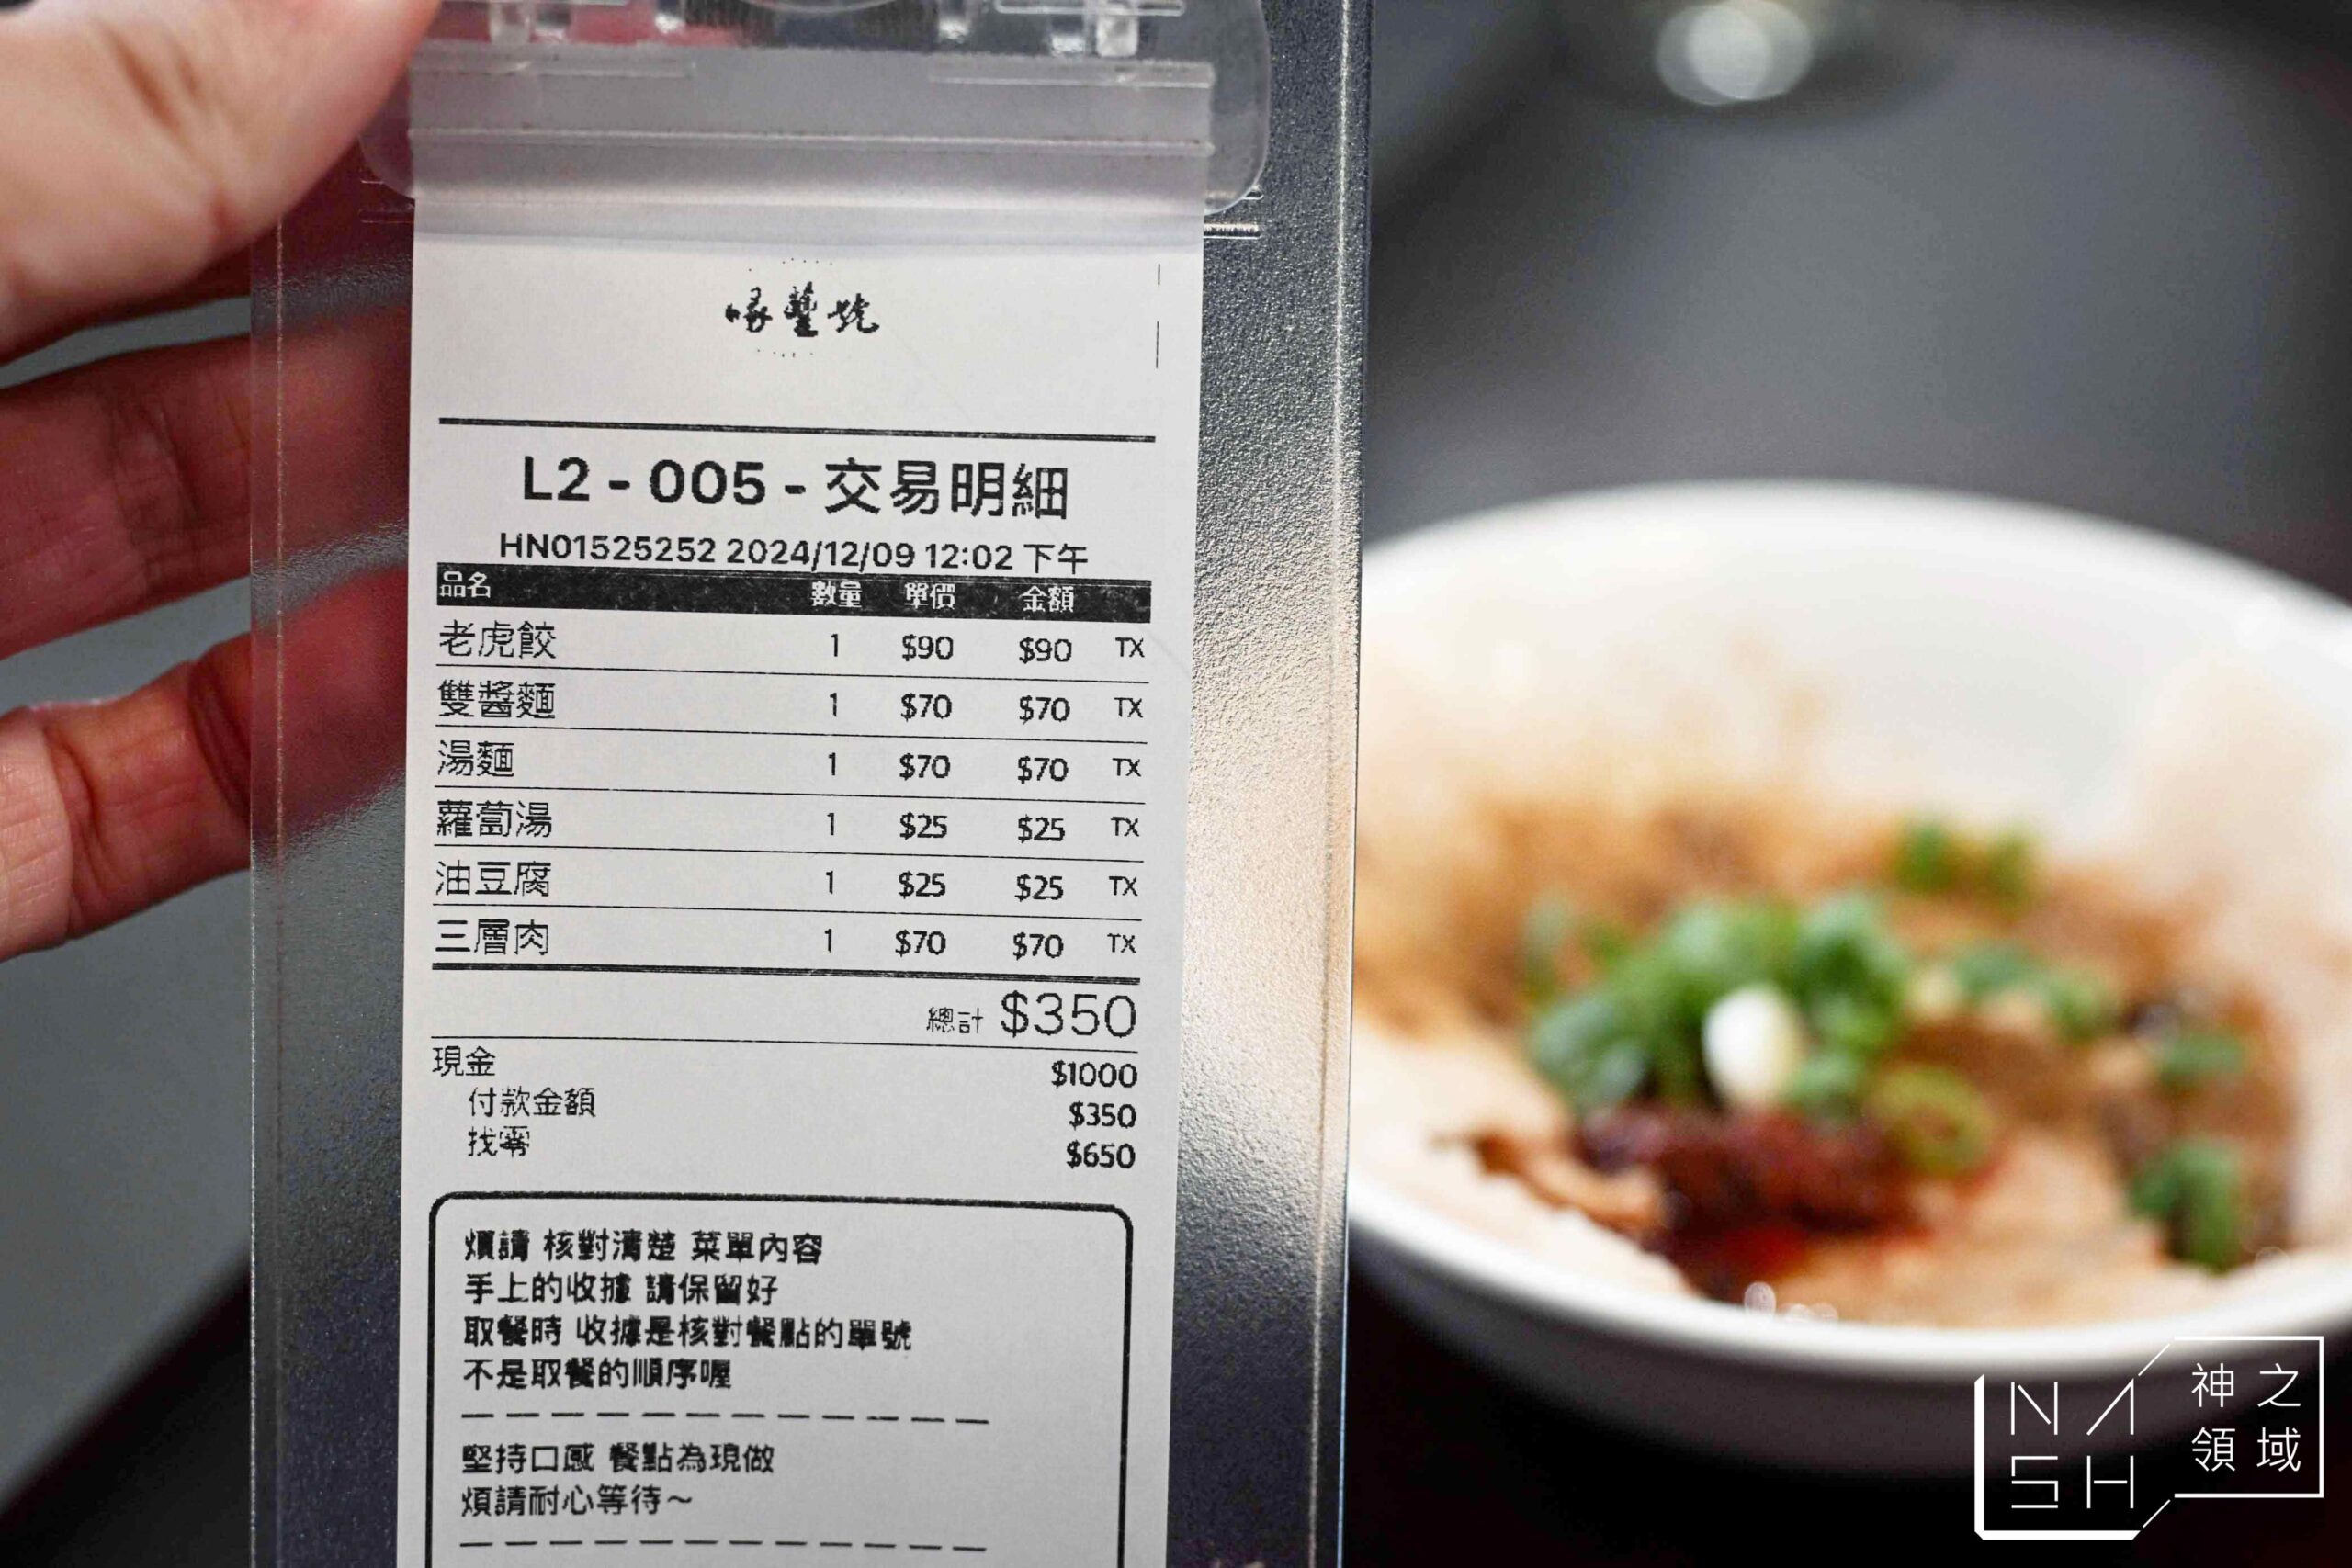 L2 - 005 - 交易明細
HN01525252 2024/12/09 12:02 下午
品名 數量 單價 金額
老虎餃 1 $90 $90 TX
雙醬麵 1 $70 $70 TX
湯麵 1 $70 $70 TX
蘿蔔湯 1 $25 $25 TX
油豆腐 1 $25 $25 TX
三層肉 1 $70 $70 TX
總計 $350
現金 $1000
付款金額 $350
找零 $650
煩請 核對清楚 菜單內容
手上的收據 請保留好
取餐時 收據是核對餐點的單號
不是取餐的順序喔
堅持口感 餐點為現做
煩請耐心等待～
NASH
神之
領域